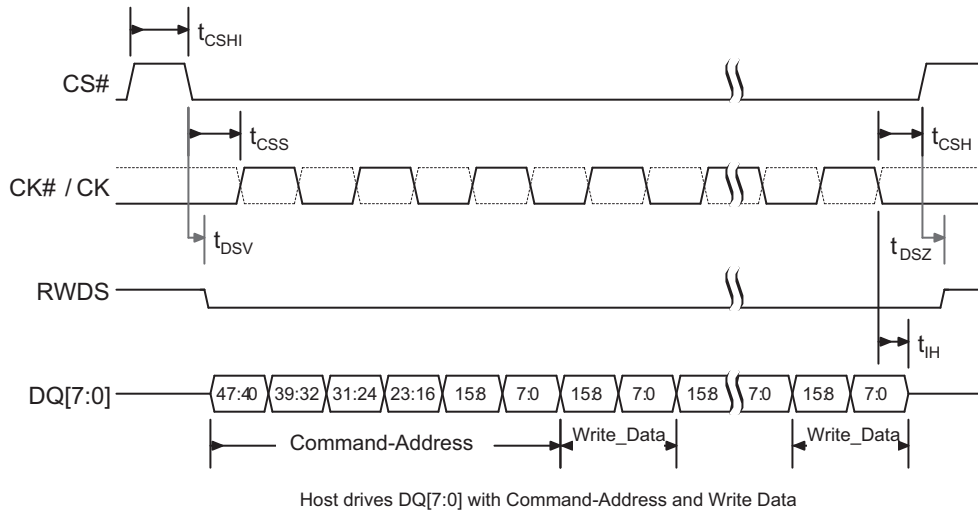 tCSHI
CS#
tCSS
tCSH
CK# / CK
tDSV
tDSZ
RWDS
tIH
DQ[7:0]
47:40 39:32 31:24 23:16 15:8 7:0 15:8 7:0 15:8 7:0 15:8 7:0
Command-Address Write_Data Write_Data
Host drives DQ[7:0] with Command-Address and Write Data